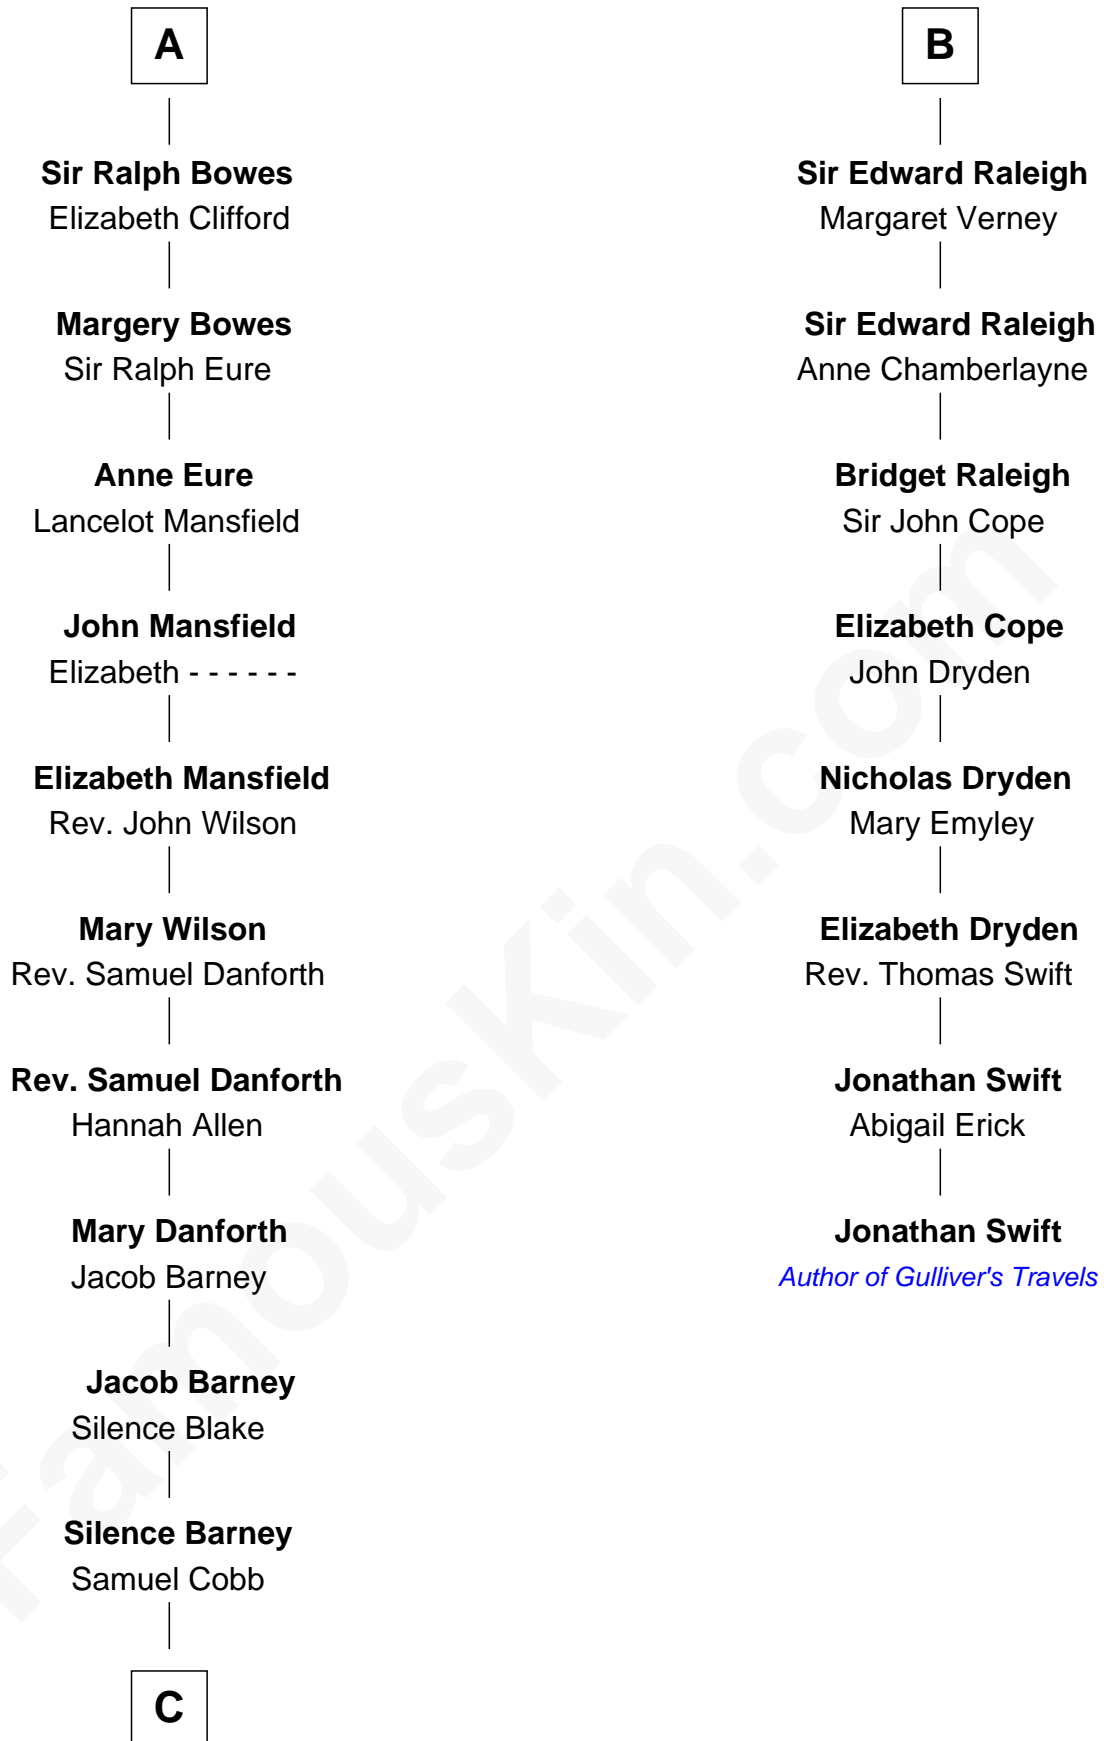 A
Sir Ralph Bowes
Elizabeth Clifford
Margery Bowes
Sir Ralph Eure
Anne Eure
Lancelot Mansfield
John Mansfield
Elizabeth - - - - - -
Elizabeth Mansfield
Rev. John Wilson
Mary Wilson
Rev. Samuel Danforth
Rev. Samuel Danforth
Hannah Allen
Mary Danforth
Jacob Barney
Jacob Barney
Silence Blake
Silence Barney
Samuel Cobb
C
B
Sir Edward Raleigh
Margaret Verney
Sir Edward Raleigh
Anne Chamberlayne
Bridget Raleigh
Sir John Cope
Elizabeth Cope
John Dryden
Nicholas Dryden
Mary Emyley
Elizabeth Dryden
Rev. Thomas Swift
Jonathan Swift
Abigail Erick
Jonathan Swift
Author of Gulliver's Travels
FamousKin.com